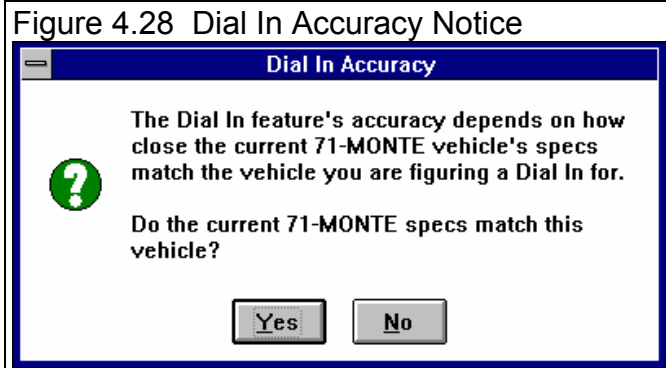 Figure 4.28  Dial In Accuracy Notice
Dial In Accuracy
The Dial In feature's accuracy depends on how
close the current 71-MONTE vehicle's specs
match the vehicle you are figuring a Dial In for.
Do the current 71-MONTE specs match this
vehicle?
Yes
No